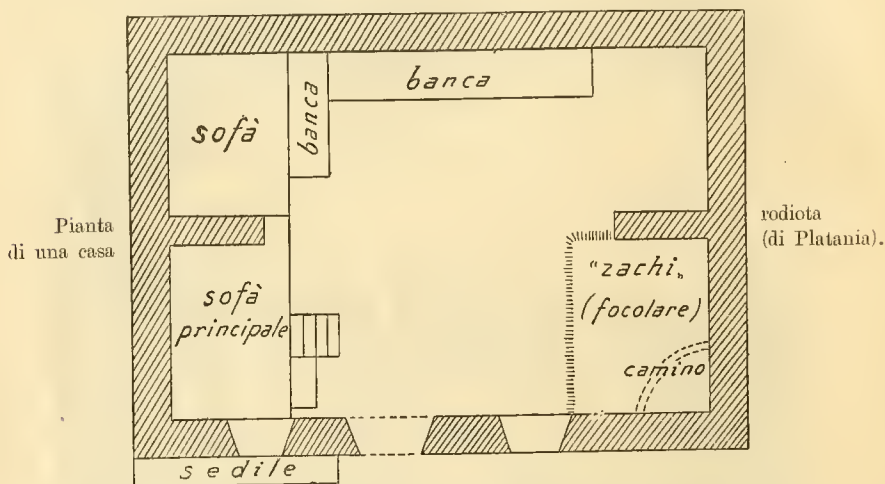 banca
banca
sofà
Pianta
di una casa
rodiota
(di Platania).
"zachi"
(focolare)
sofà
principale
camino
sedile